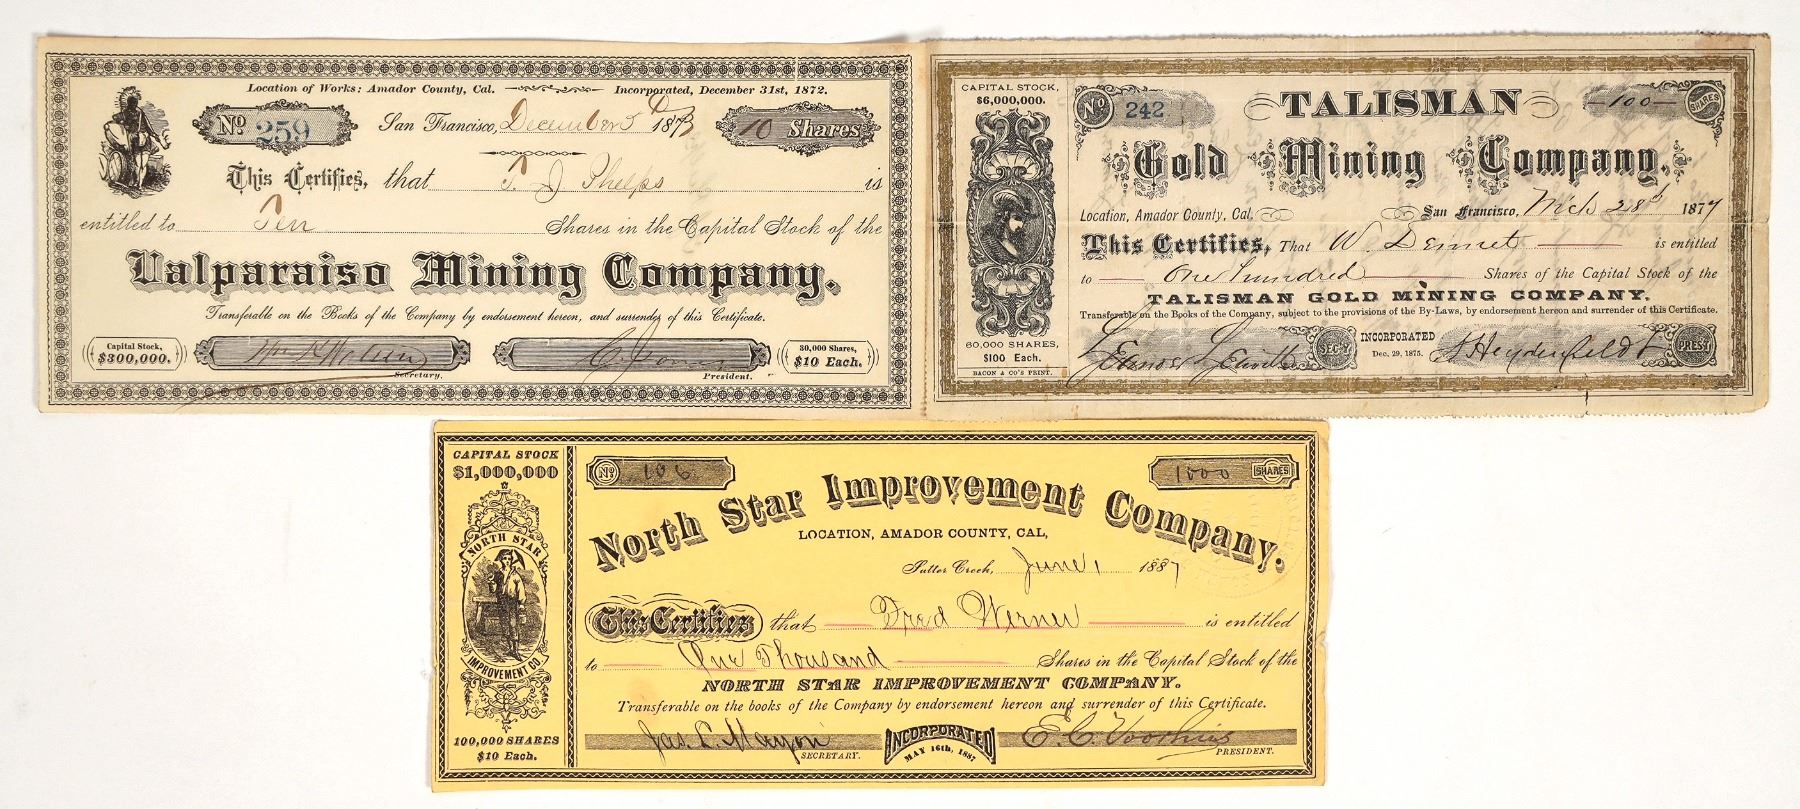 Location of Works: Amador County, Cal. Incorporated, December 31st, 1872.
No 259 San Francisco, December 5th 1873 10 Shares
This Certifies, that T J Phelps is
entitled to Ten Shares in the Capital Stock of the
Valparaiso Mining Company.
Transferable on the Books of the Company by endorsement hereon, and surrender of this Certificate.
Capital Stock,
$300,000.
Secretary.
President.
30,000 Shares,
$10 Each.
CAPITAL STOCK,
$6,000,000.
60,000 SHARES,
$100 Each.
BACON & CO'S PRINT.
No 242 TALISMAN -100- SHARES
Gold Mining Company.
Location, Amador County, Cal. San Francisco, Mch 28th 1877
This Certifies, That W. Dennet is entitled
to One hundred Shares of the Capital Stock of the
TALISMAN GOLD MINING COMPANY.
Transferable on the Books of the Company, subject to the provisions of the By-Laws, by endorsement hereon and surrender of this Certificate.
SEC'Y INCORPORATED
Dec. 29, 1875.
S Heydenfeldt PREST
CAPITAL STOCK
$1,000,000
NORTH STAR
IMPROVEMENT CO.
100,000 SHARES
$10 Each.
No 106 1000 SHARES
North Star Improvement Company.
LOCATION, AMADOR COUNTY, CAL,
Sutter Creek, June 1 1887
This Certifies that Fred Werner is entitled
to One Thousand Shares in the Capital Stock of the
NORTH STAR IMPROVEMENT COMPANY.
Transferable on the books of the Company by endorsement hereon and surrender of this Certificate.
Jas. L. Mayon SECRETARY.
INCORPORATED
MAY 16th, 1887
E. C. Voorhies PRESIDENT.